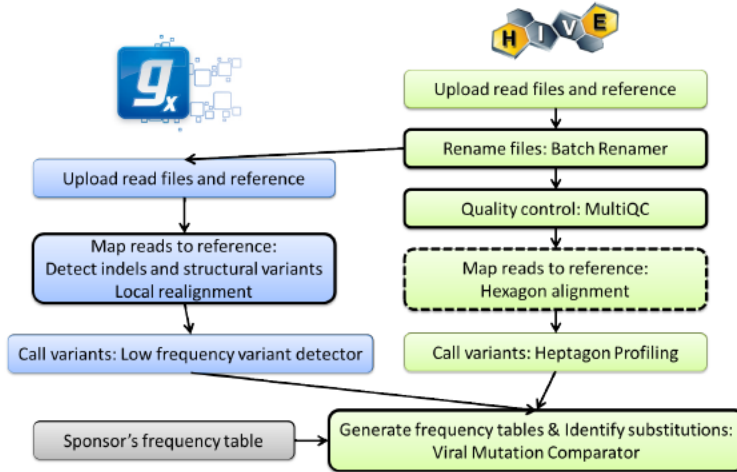 HIVE
gx
Upload read files and reference
Rename files: Batch Renamer
Upload read files and reference
Quality control: MultiQC
Map reads to reference:
Detect indels and structural variants
Local realignment
Map reads to reference:
Hexagon alignment
Call variants: Low frequency variant detector
Call variants: Heptagon Profiling
Sponsor's frequency table
Generate frequency tables & Identify substitutions:
Viral Mutation Comparator